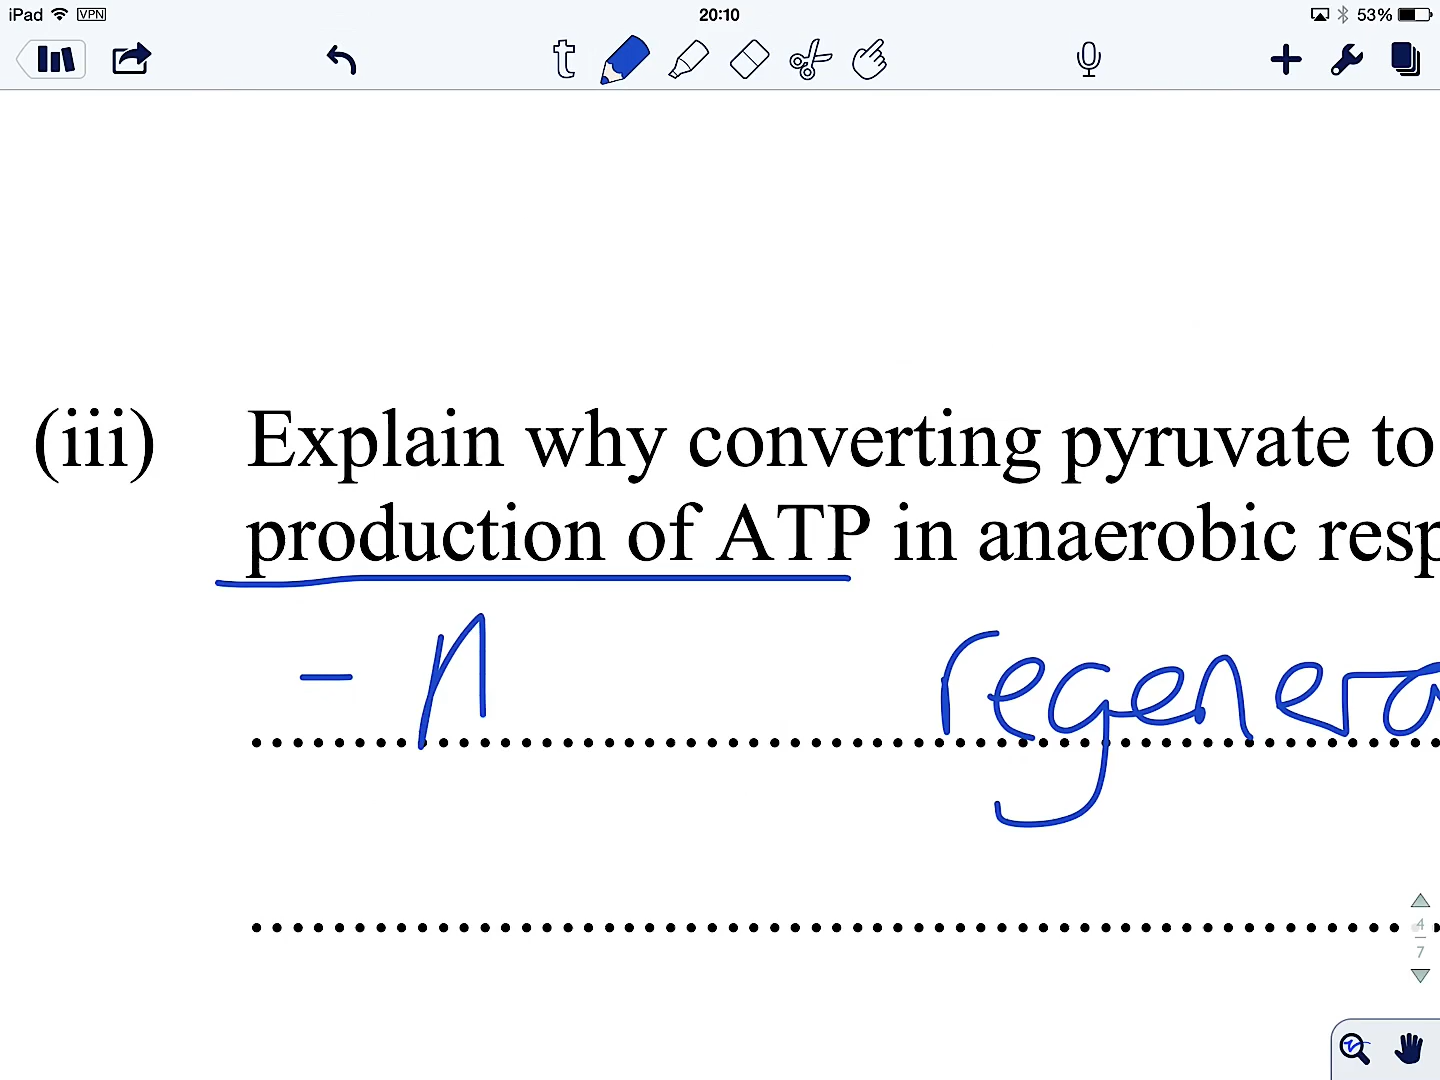 iPad VPN 20:10 53%
t
(iii) Explain why converting pyruvate to
production of ATP in anaerobic resp
- n regenera
4
7